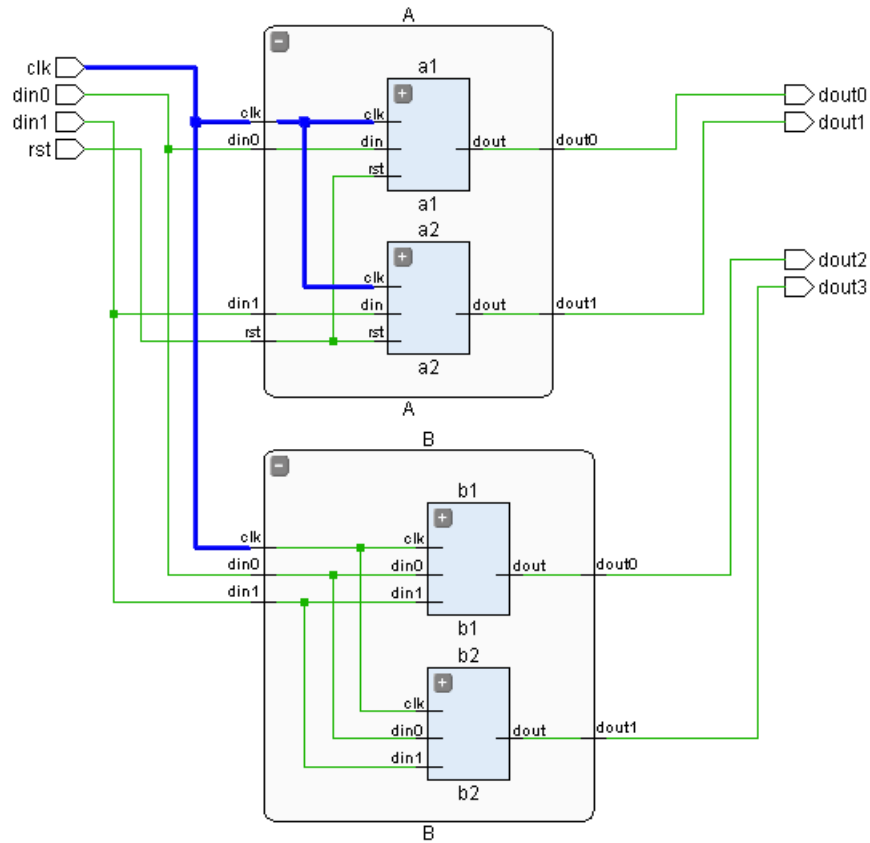 A
clk
din0
din1
rst
a1
clk clk
din0 din dout dout0
rst
a1
a2
clk
din1 din dout dout1
rst rst
a2
A
dout0
dout1
dout2
dout3
B
b1
clk clk
din0 din0 dout dout0
din1 din1
b1
b2
clk
din0 dout dout1
din1
b2
B